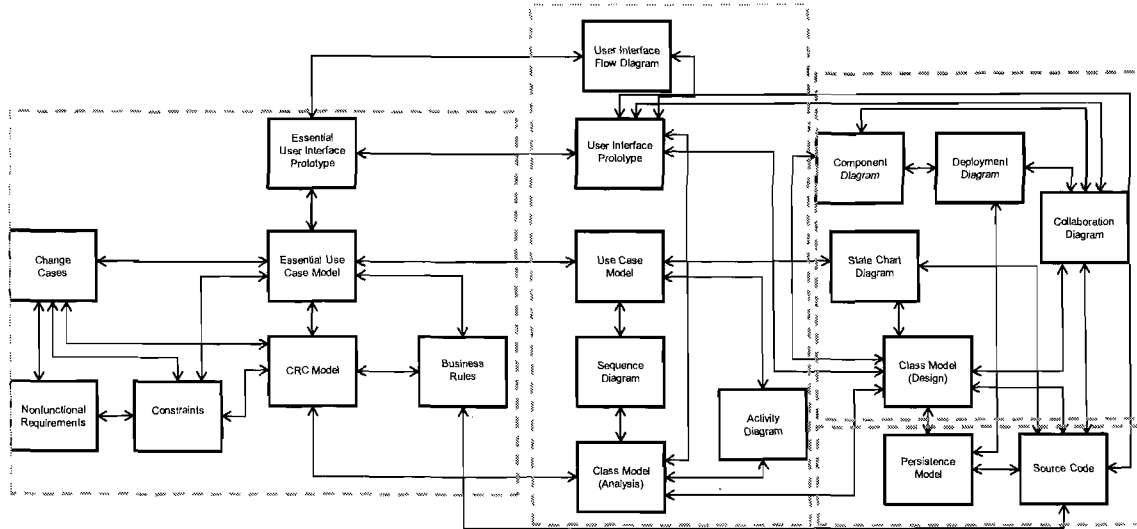 User Interface
Flow Diagram
Essential
User Interface
Prototype
User Interface
Prototype
Component
Diagram
Deployment
Diagram
Collaboration
Diagram
Change
Cases
Essential Use
Case Model
Use Case
Model
State Chart
Diagram
CRC Model
Business
Rules
Sequence
Diagram
Class Model
(Design)
Nonfunctional
Requirements
Constraints
Activity
Diagram
Class Model
(Analysis)
Persistence
Model
Source Code